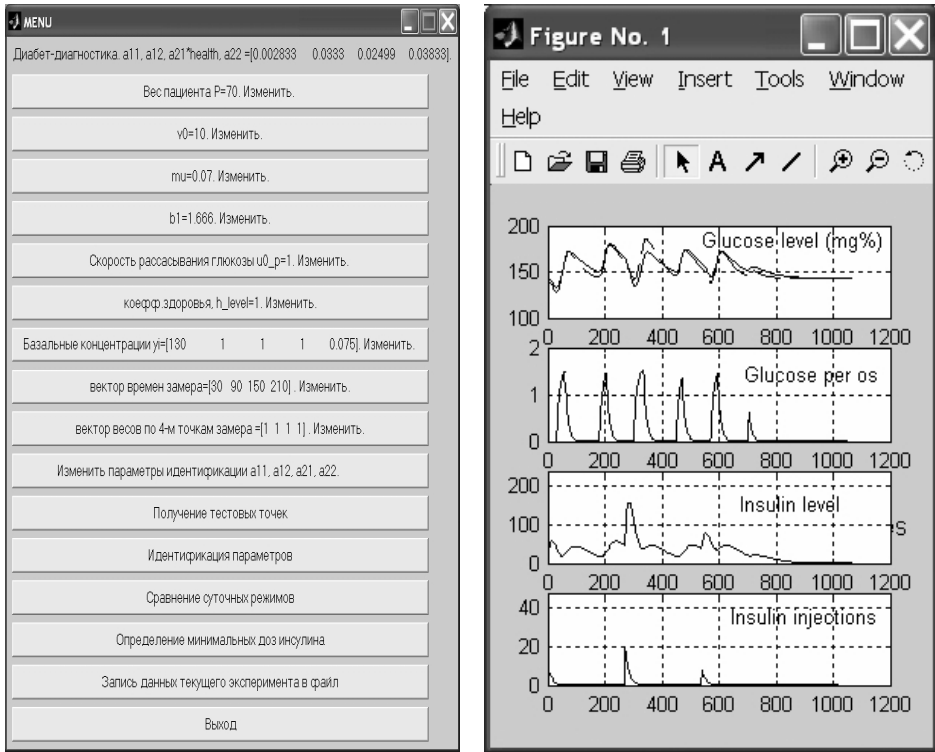 MENU
Диабет-диагностика. a11, a12, a21*health, a22 =[0.002833 0.0333 0.02499 0.03833].
Вес пациента P=70. Изменить.
v0=10. Изменить.
mu=0.07. Изменить.
b1=1.666. Изменить.
Скорость рассасывания глюкозы u0_p=1. Изменить.
коефф.здоровья, h_level=1. Изменить.
Базальные концентрации yi=[130 1 1 1 0.075]. Изменить.
вектор времен замера=[30 90 150 210] . Изменить.
вектор весов по 4-м точкам замера =[1 1 1 1] . Изменить.
Изменить параметры идентификации a11, a12, a21, a22.
Получение тестовых точек
Идентификация параметров
Сравнение суточных режимов
Определение минимальных доз инсулина
Запись данных текущего эксперимента в файл
Выход
Figure No. 1
File Edit View Insert Tools Window
Help
A
200
Glucose level (mg%)
150
100
0 200 400 600 800 1000 1200
2
Glucose per os
1
0
0 200 400 600 800 1000 1200
200
Insulin level
100
s
0
0 200 400 600 800 1000 1200
40
Insulin injections
20
0
0 200 400 600 800 1000 1200